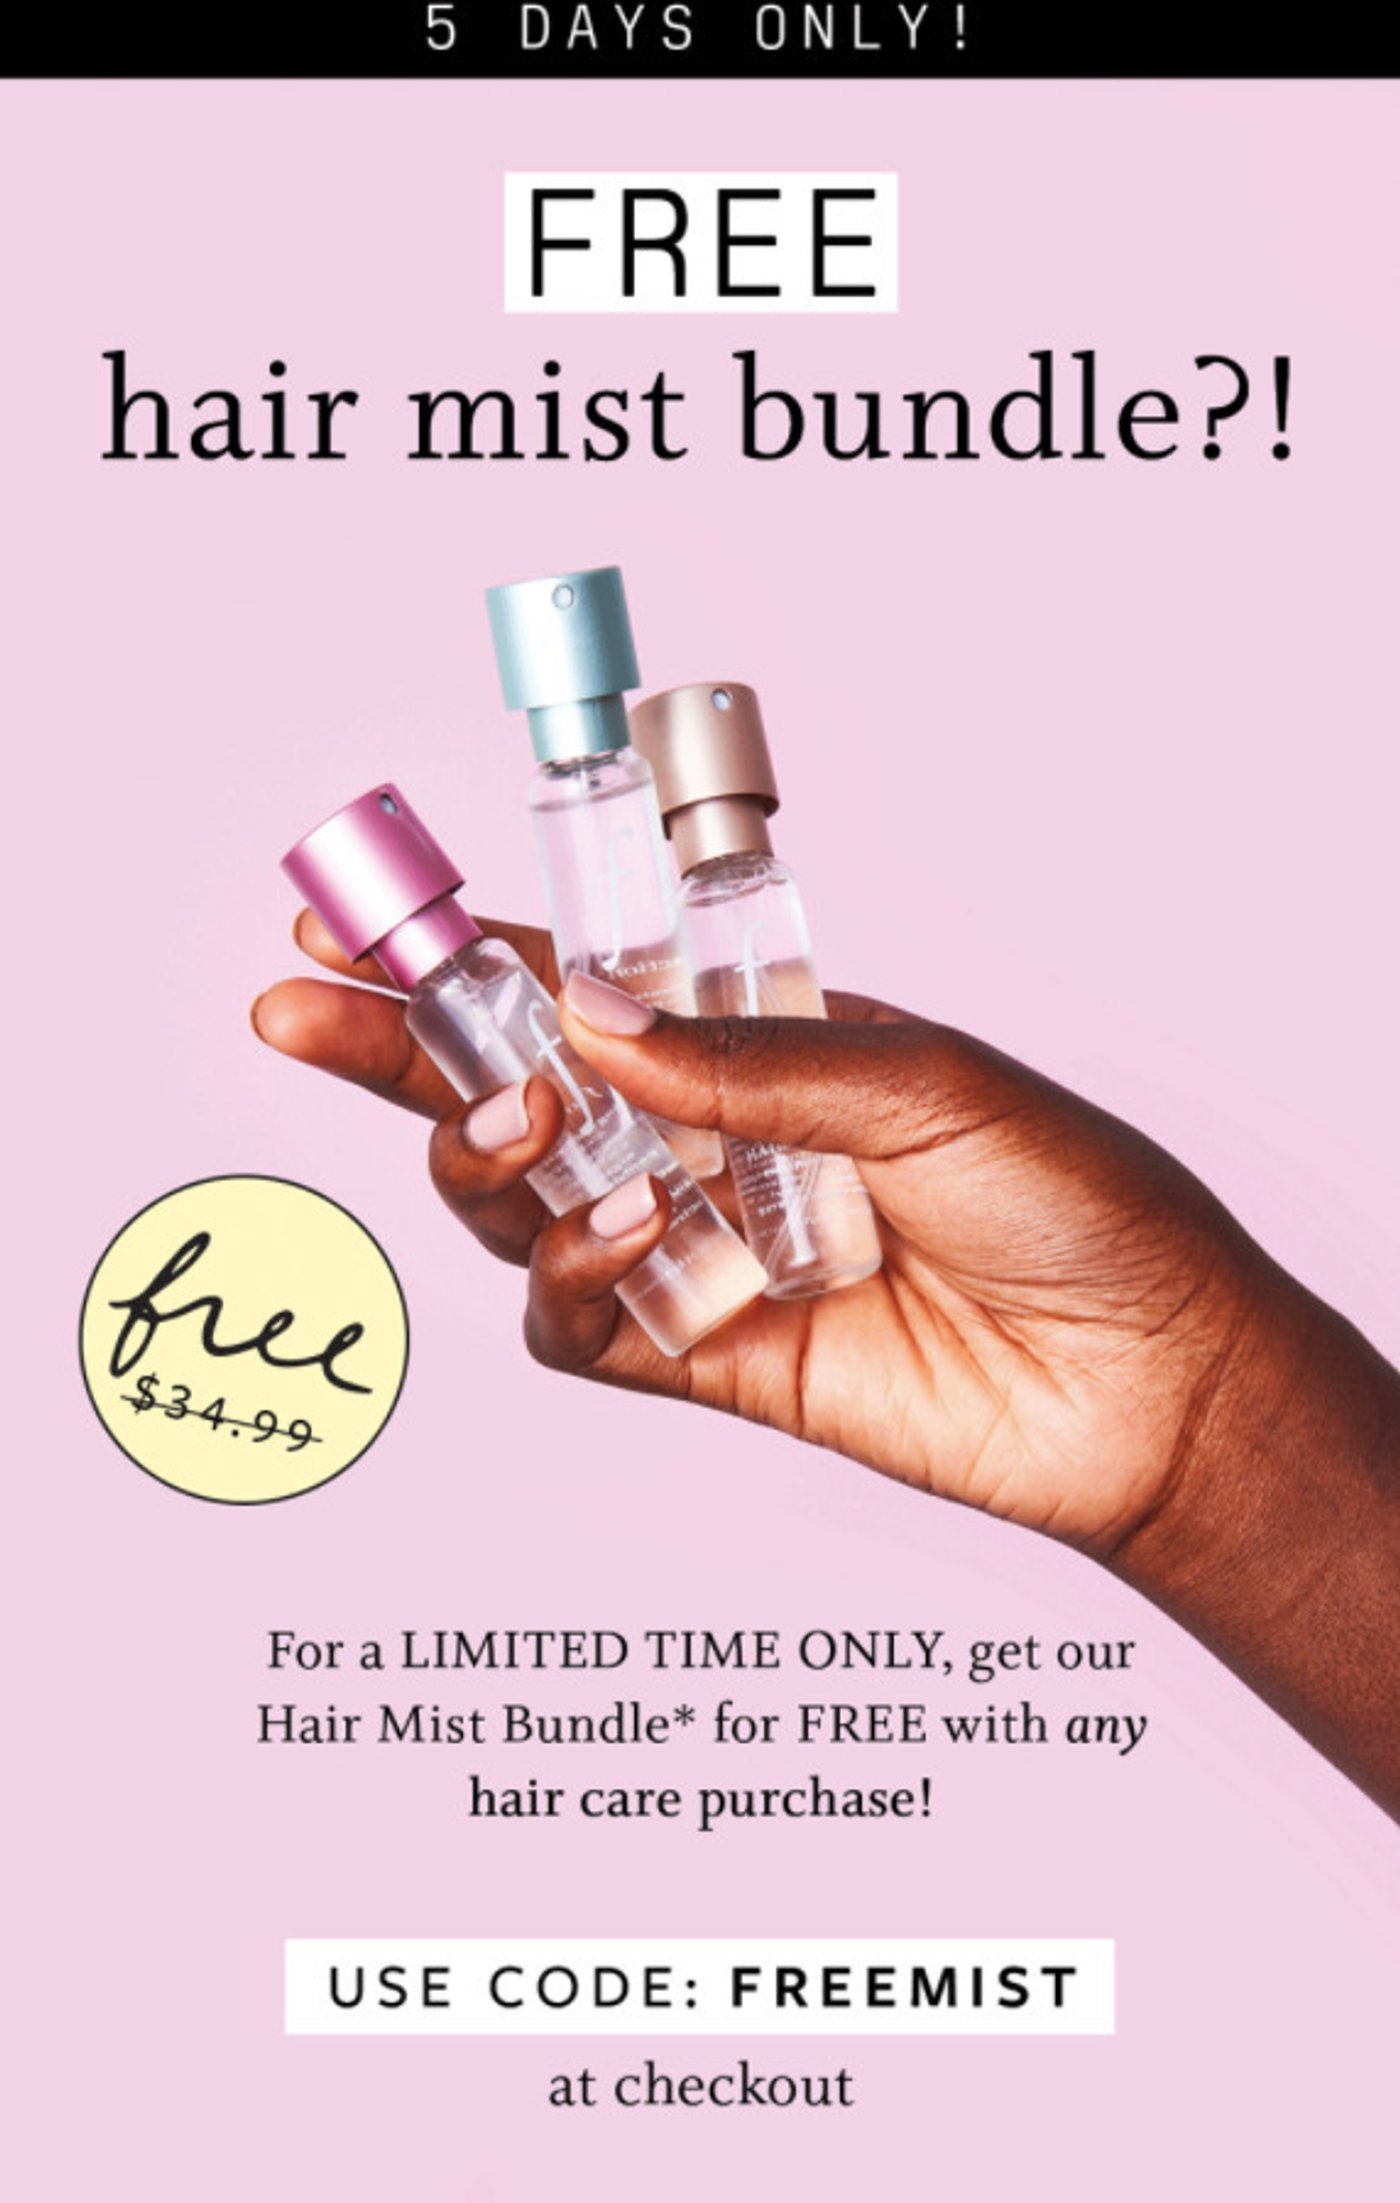 5 DAYS ONLY!
FREE
hair mist bundle?!
f
f
f
free
$34.99
For a LIMITED TIME ONLY, get our
Hair Mist Bundle* for FREE with any
hair care purchase!
USE CODE: FREEMIST
at checkout